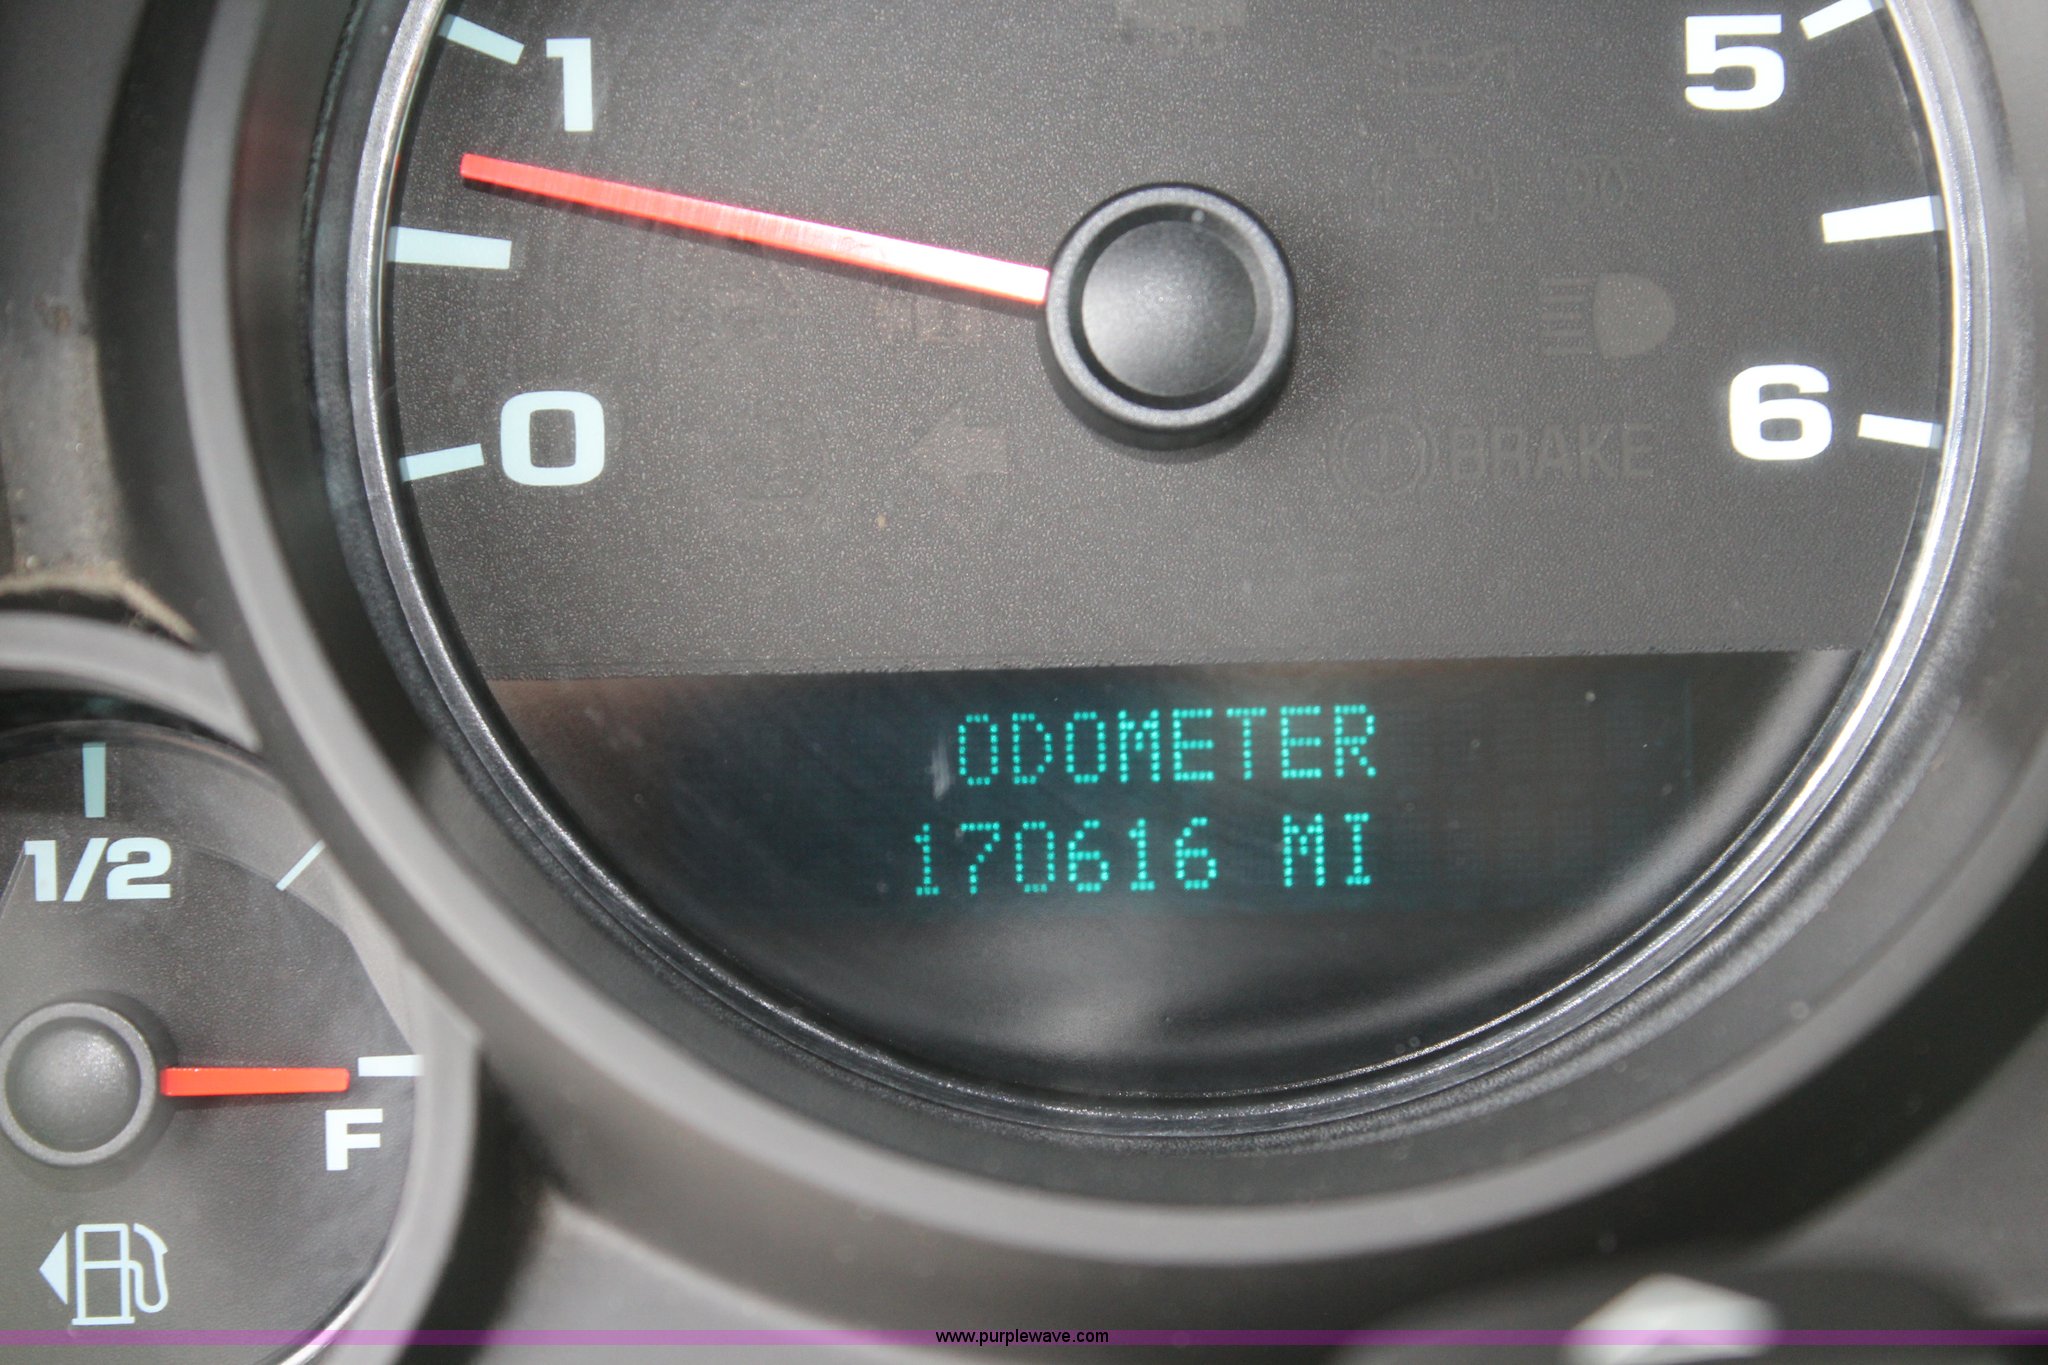 1
5
0
6
BRAKE
ODOMETER
170616 MI
1/2
F
www.purplewave.com